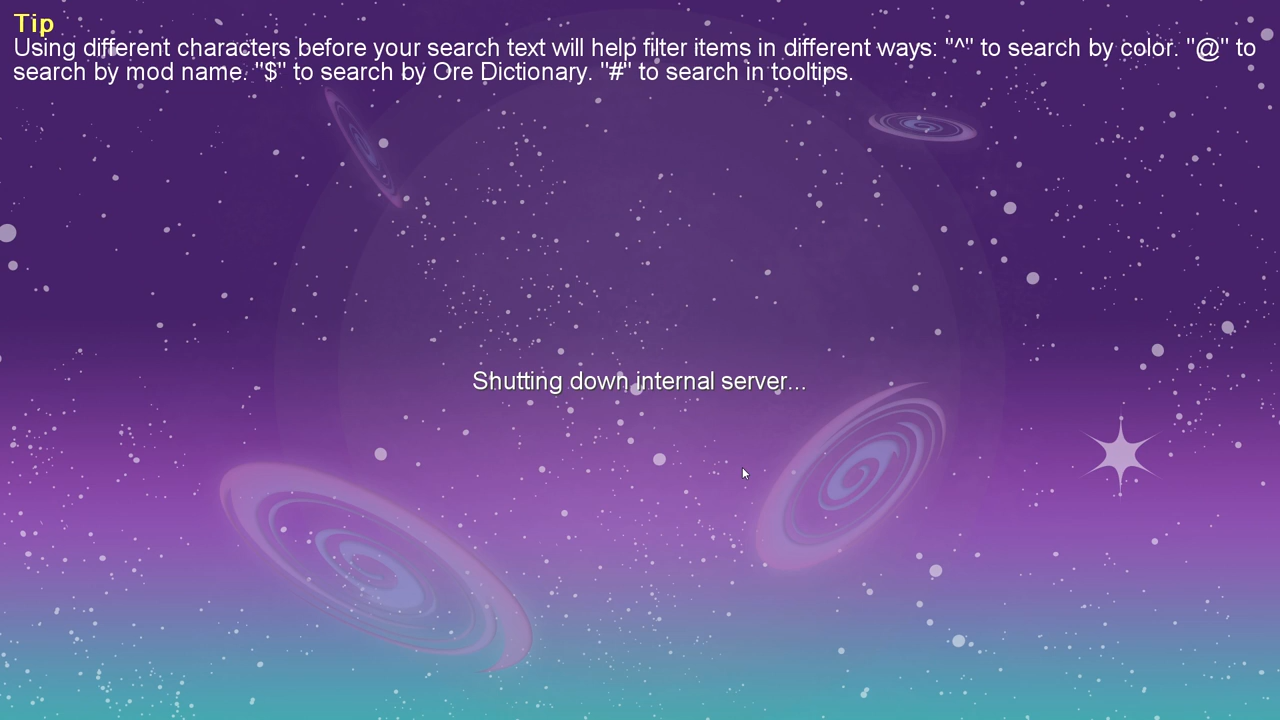 Tip
Using different characters before your search text will help filter items in different ways: "^" to search by color. "@" to
search by mod name. "$" to search by Ore Dictionary. "#" to search in tooltips.
Shutting down internal server...